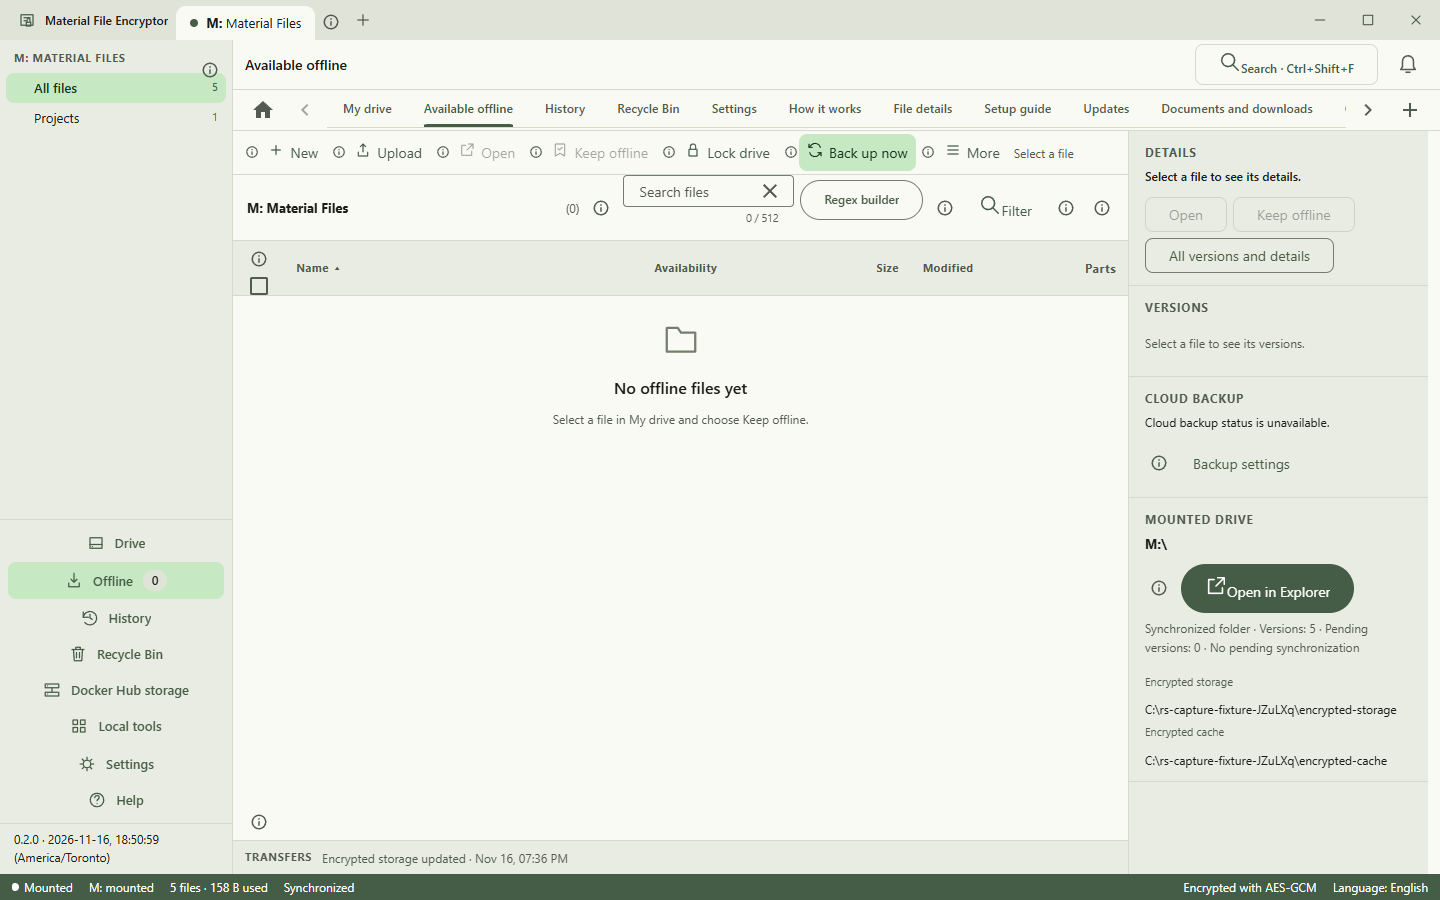 Material File Encryptor
M: Material Files
M: MATERIAL FILES
All files 5
Projects 1
Available offline
Search · Ctrl+Shift+F
My drive Available offline History Recycle Bin Settings How it works File details Setup guide Updates Documents and downloads
New Upload Open Keep offline Lock drive Back up now More Select a file
M: Material Files (0) Search files Regex builder Filter
0 / 512
Name Availability Size Modified Parts
No offline files yet
Select a file in My drive and choose Keep offline.
DETAILS
Select a file to see its details.
Open Keep offline
All versions and details
VERSIONS
Select a file to see its versions.
CLOUD BACKUP
Cloud backup status is unavailable.
Backup settings
MOUNTED DRIVE
M:\
Open in Explorer
Synchronized folder · Versions: 5 · Pending
versions: 0 · No pending synchronization
Encrypted storage
C:\rs-capture-fixture-JZuLXq\encrypted-storage
Encrypted cache
C:\rs-capture-fixture-JZuLXq\encrypted-cache
Drive
Offline 0
History
Recycle Bin
Docker Hub storage
Local tools
Settings
Help
0.2.0 · 2026-11-16, 18:50:59
(America/Toronto)
TRANSFERS Encrypted storage updated · Nov 16, 07:36 PM
Mounted M: mounted 5 files · 158 B used Synchronized Encrypted with AES-GCM Language: English